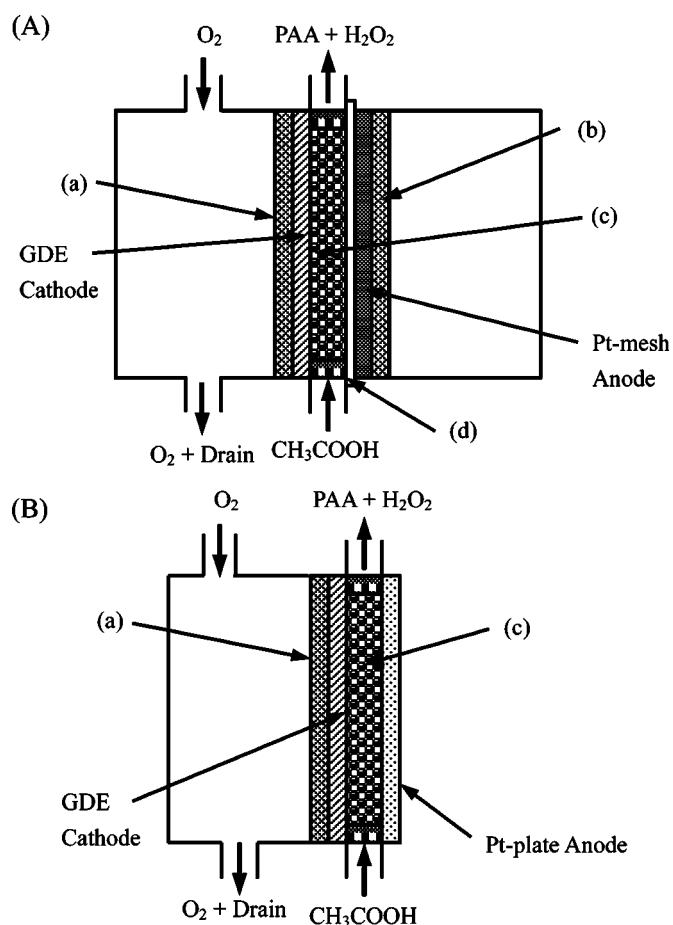 (A)
O₂
PAA + H₂O₂
(a)
(b)
(c)
GDE
Cathode
Pt-mesh
Anode
(d)
O₂ + Drain
CH₃COOH
(B)
O₂
PAA + H₂O₂
(a)
(c)
GDE
Cathode
Pt-plate Anode
O₂ + Drain
CH₃COOH